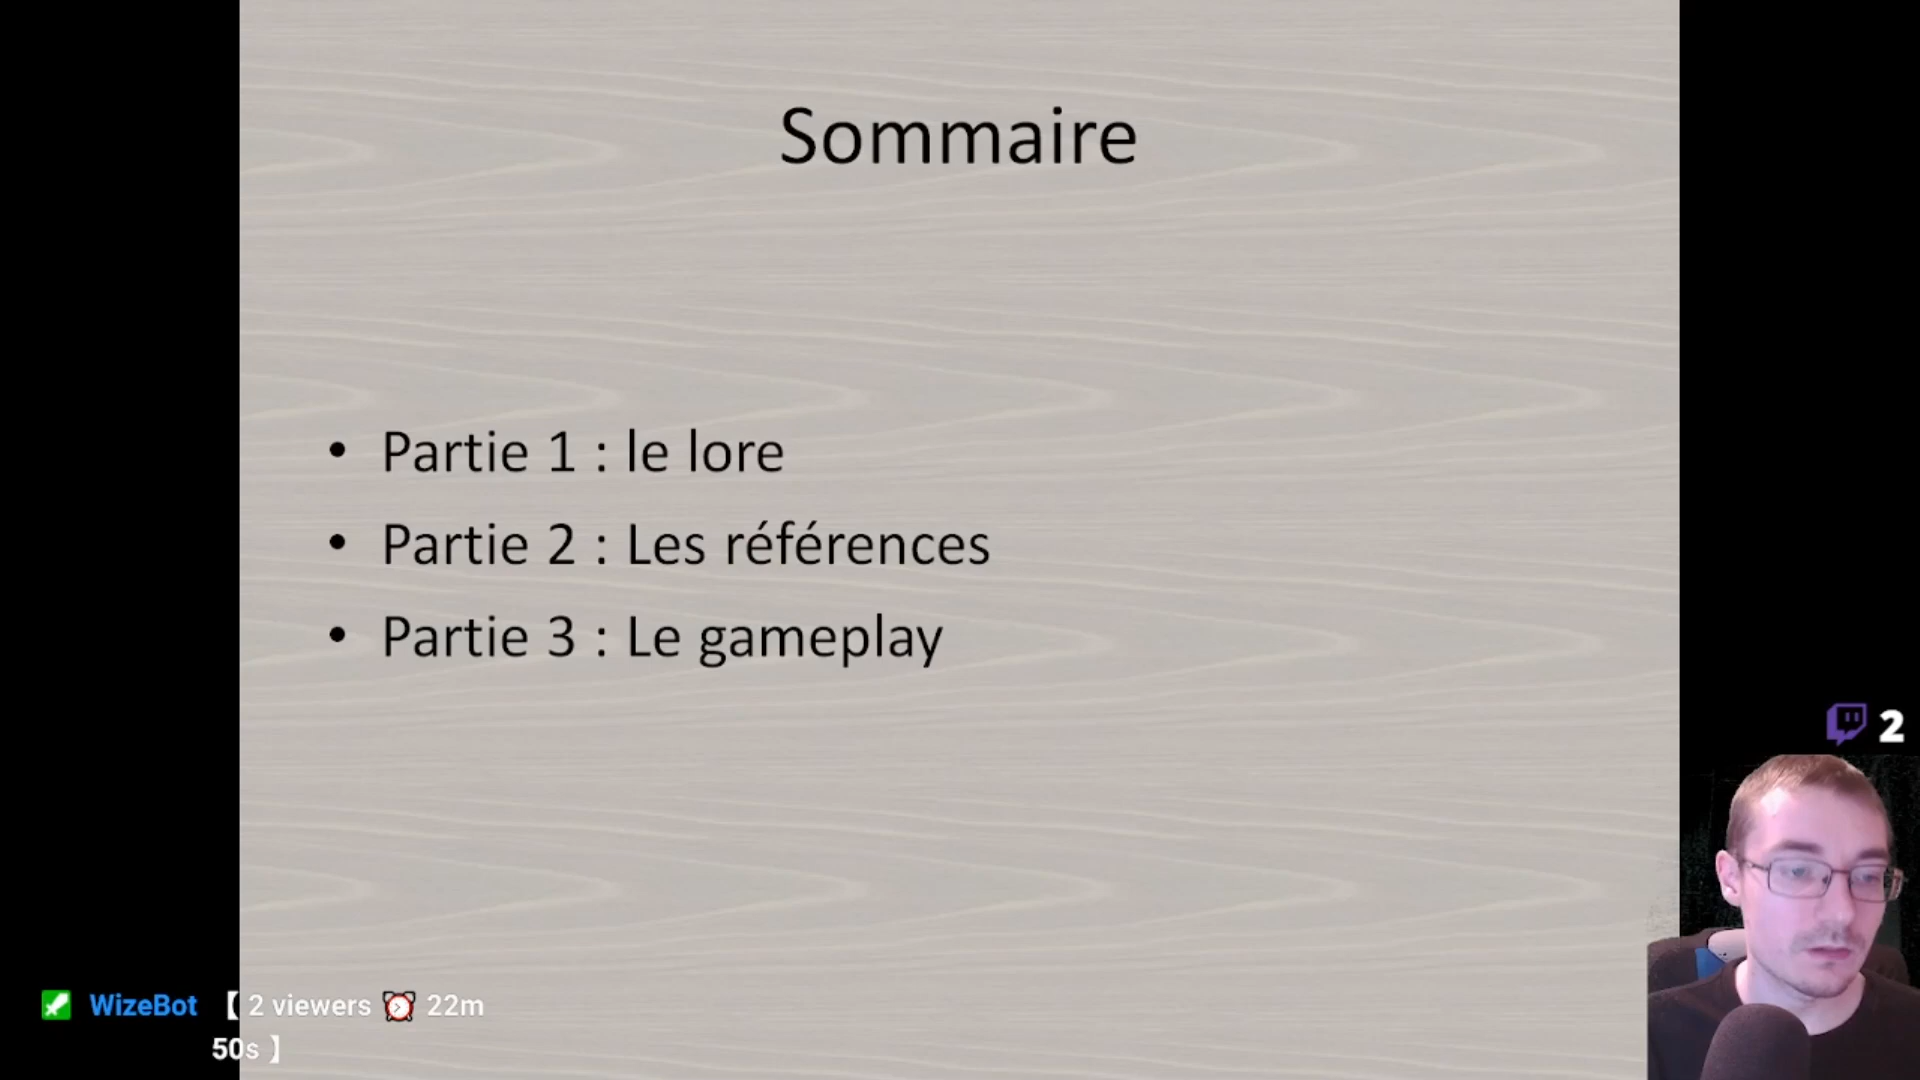 Sommaire
• Partie 1 : le lore
• Partie 2 : Les références
• Partie 3 : Le gameplay
2
WizeBot 【 2 viewers ⏰ 22m
50s 】